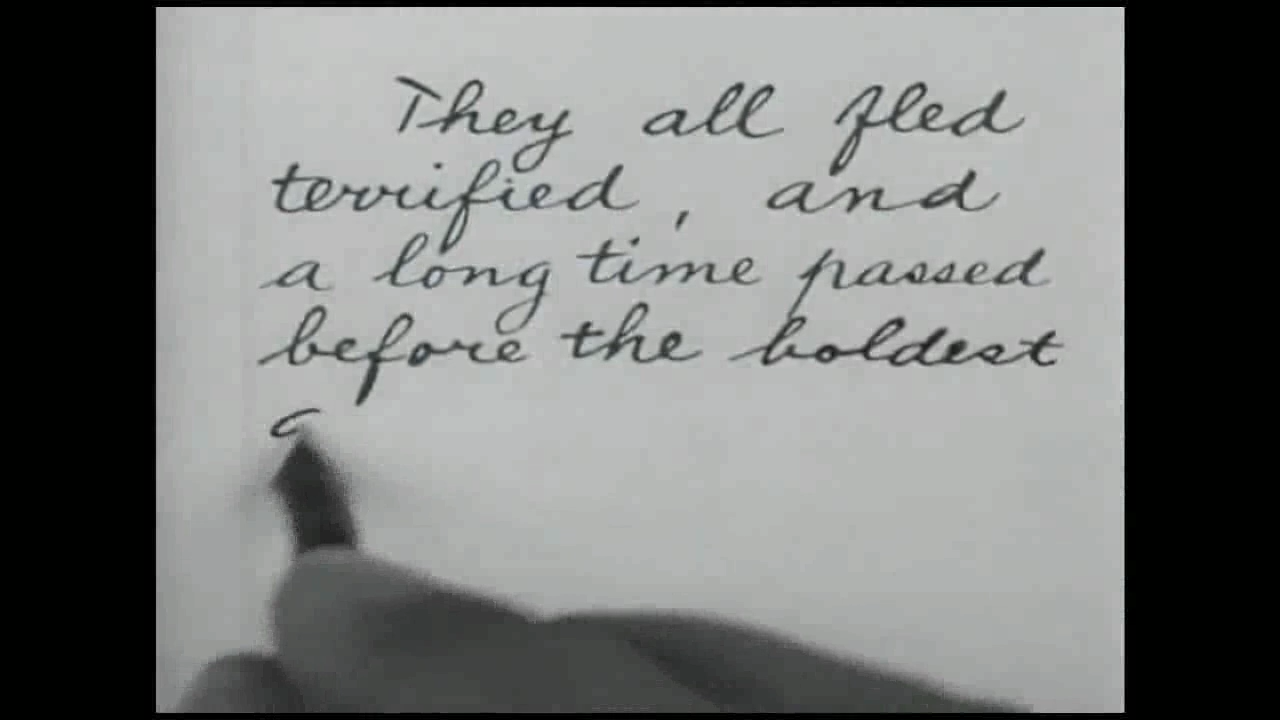 They all fled
terrified, and
a long time passed
before the boldest